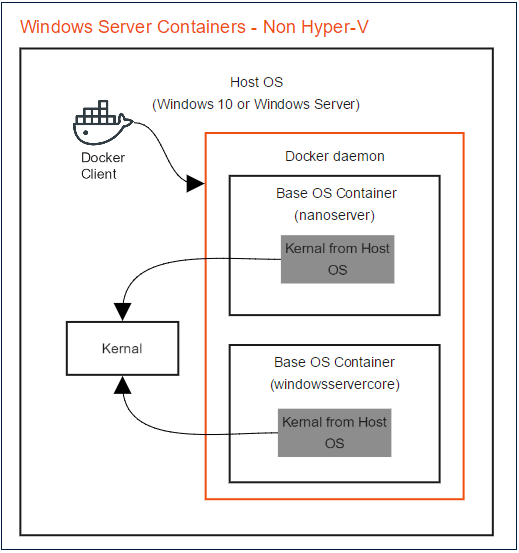 Windows Server Containers - Non Hyper-V
Host OS
(Windows 10 or Windows Server)
Docker
Client
Docker daemon
Base OS Container
(nanoserver)
Kernal from Host
OS
Kernal
Base OS Container
(windowsservercore)
Kernal from Host
OS